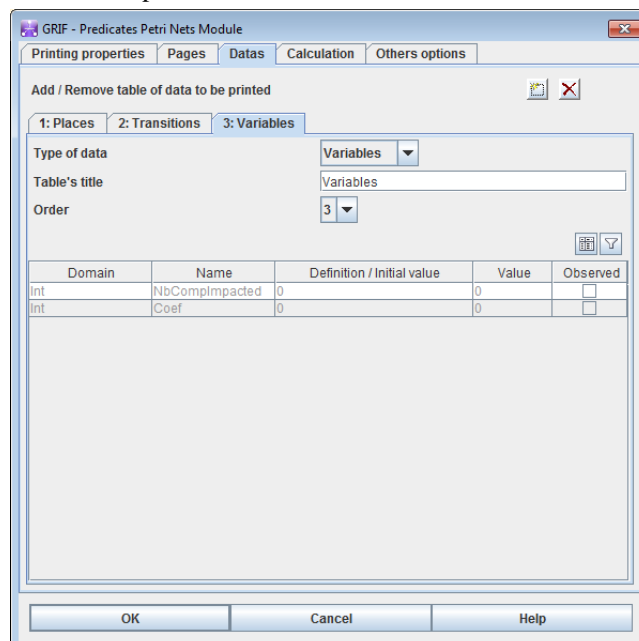 GRIF - Predicates Petri Nets Module
Printing properties Pages Datas Calculation Others options
Add / Remove table of data to be printed
1: Places 2: Transitions 3: Variables
Type of data Variables
Table's title Variables
Order 3
Domain Name Definition / Initial value Value Observed
Int NbCompImpacted 0 0
Int Coef 0 0
OK Cancel Help